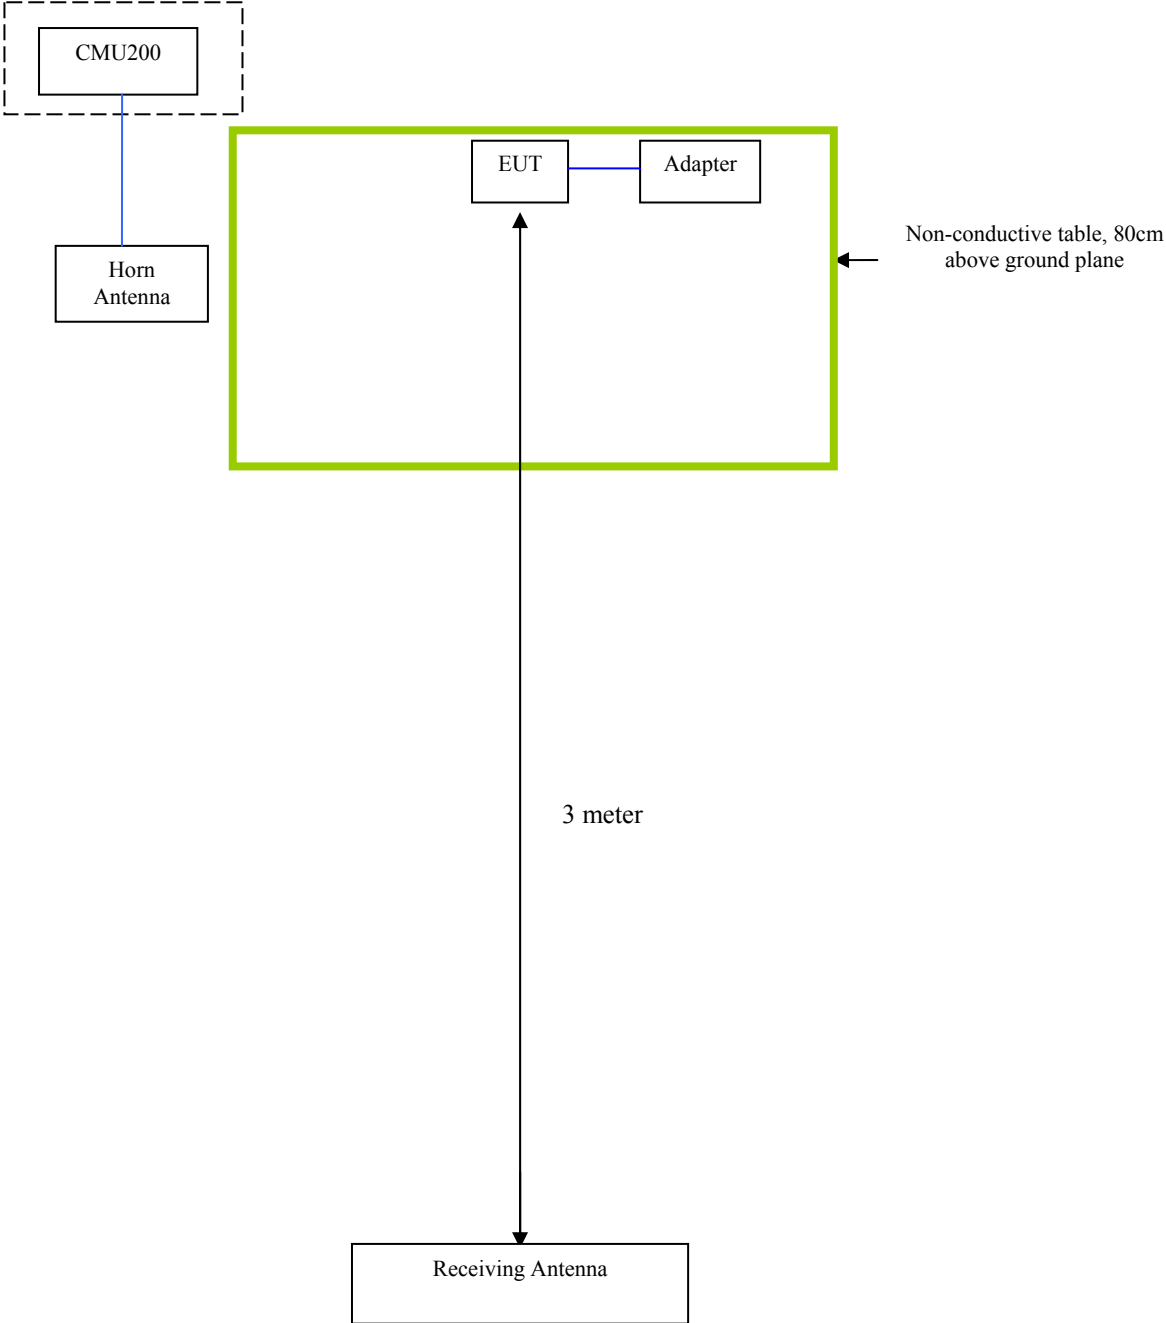 CMU200
EUT
Adapter
Non-conductive table, 80cm
above ground plane
Horn
Antenna
3 meter
Receiving Antenna